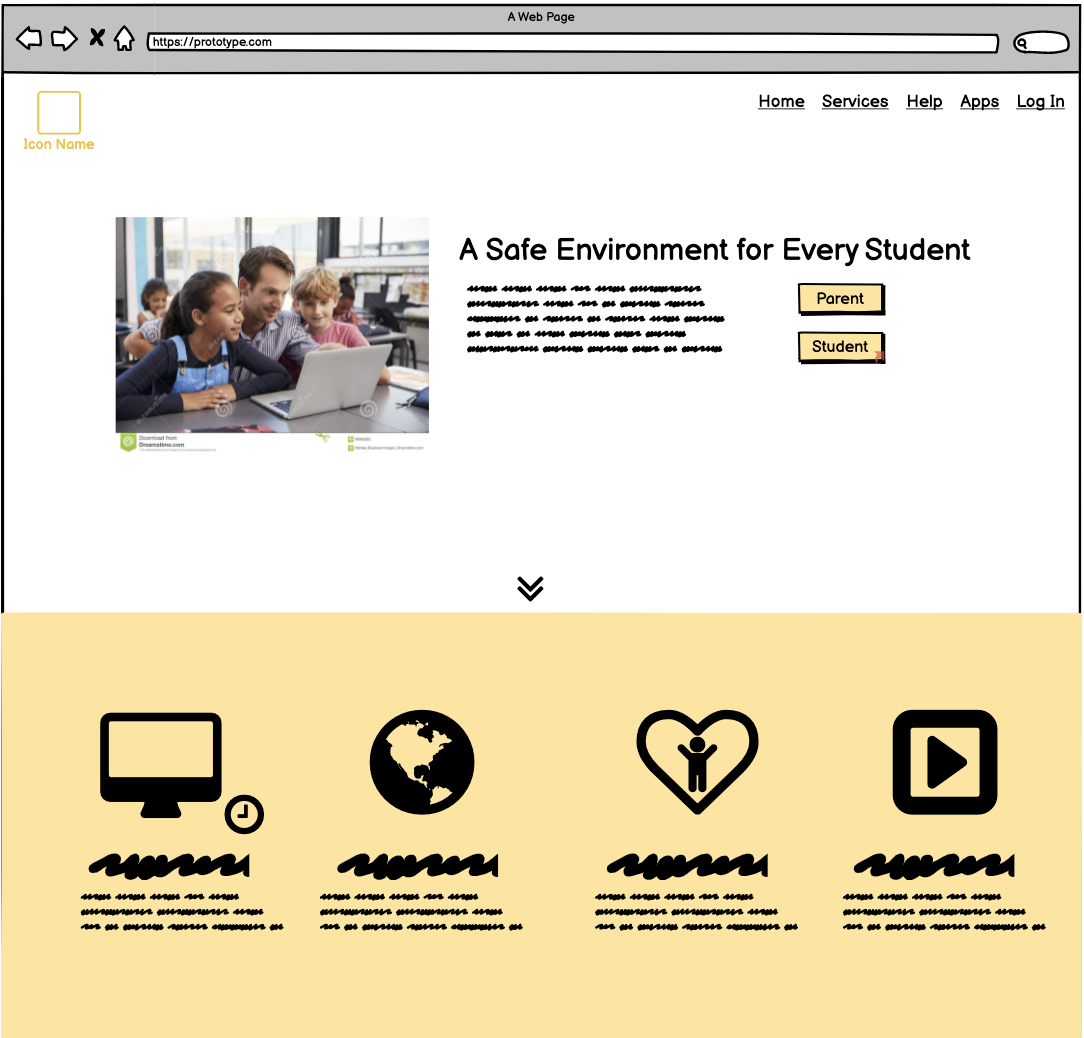 A Web Page
https://prototype.com
Home Services Help Apps Log In
Icon Name
A Safe Environment for Every Student
Parent
Student
Download from
Dreamstime.com